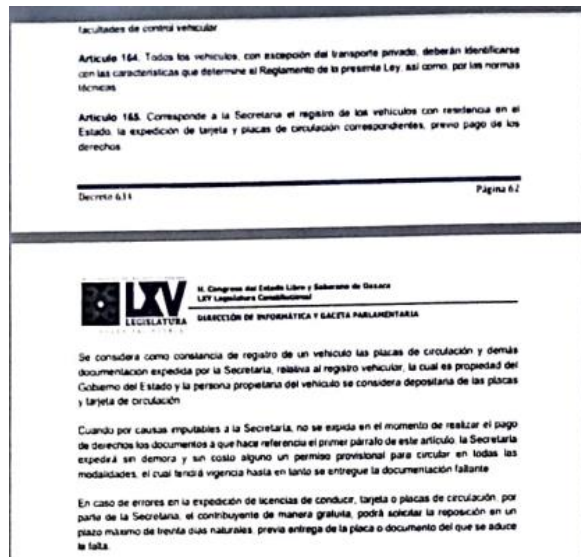 facultades de control vehicular
Artículo 164. Todos los vehículos, con excepción del transporte privado, deberán identificarse
con las características que determine el Reglamento de la presente Ley, así como, por las normas
técnicas
Artículo 165. Corresponde a la Secretaría el registro de los vehículos con residencia en el
Estado, la expedición de tarjeta y placas de circulación correspondientes, previo pago de los
derechos
Decreto 634
Página 62
H. Congreso del Estado Libre y Soberano de Oaxaca
LXV Legislatura Constitucional
LXV
LEGISLATURA
DIRECCIÓN DE INFORMÁTICA Y GACETA PARLAMENTARIA
Se considera como constancia de registro de un vehículo las placas de circulación y demás
documentación expedida por la Secretaría, relativa al registro vehicular, la cual es propiedad del
Gobierno del Estado y la persona propietaria del vehículo se considera depositaria de las placas
y tarjeta de circulación
Cuando por causas imputables a la Secretaría, no se expida en el momento de realizar el pago
de derechos los documentos a que hace referencia el primer párrafo de este artículo, la Secretaría
expedirá sin demora y sin costo alguno un permiso provisional para circular en todas las
modalidades, el cual tendrá vigencia hasta en tanto se entregue la documentación faltante
En caso de errores en la expedición de licencias de conducir, tarjeta o placas de circulación, por
parte de la Secretaría, el contribuyente de manera gratuita, podrá solicitar la reposición en un
plazo máximo de treinta días naturales, previa entrega de la placa o documento del que se aduce
la falta.